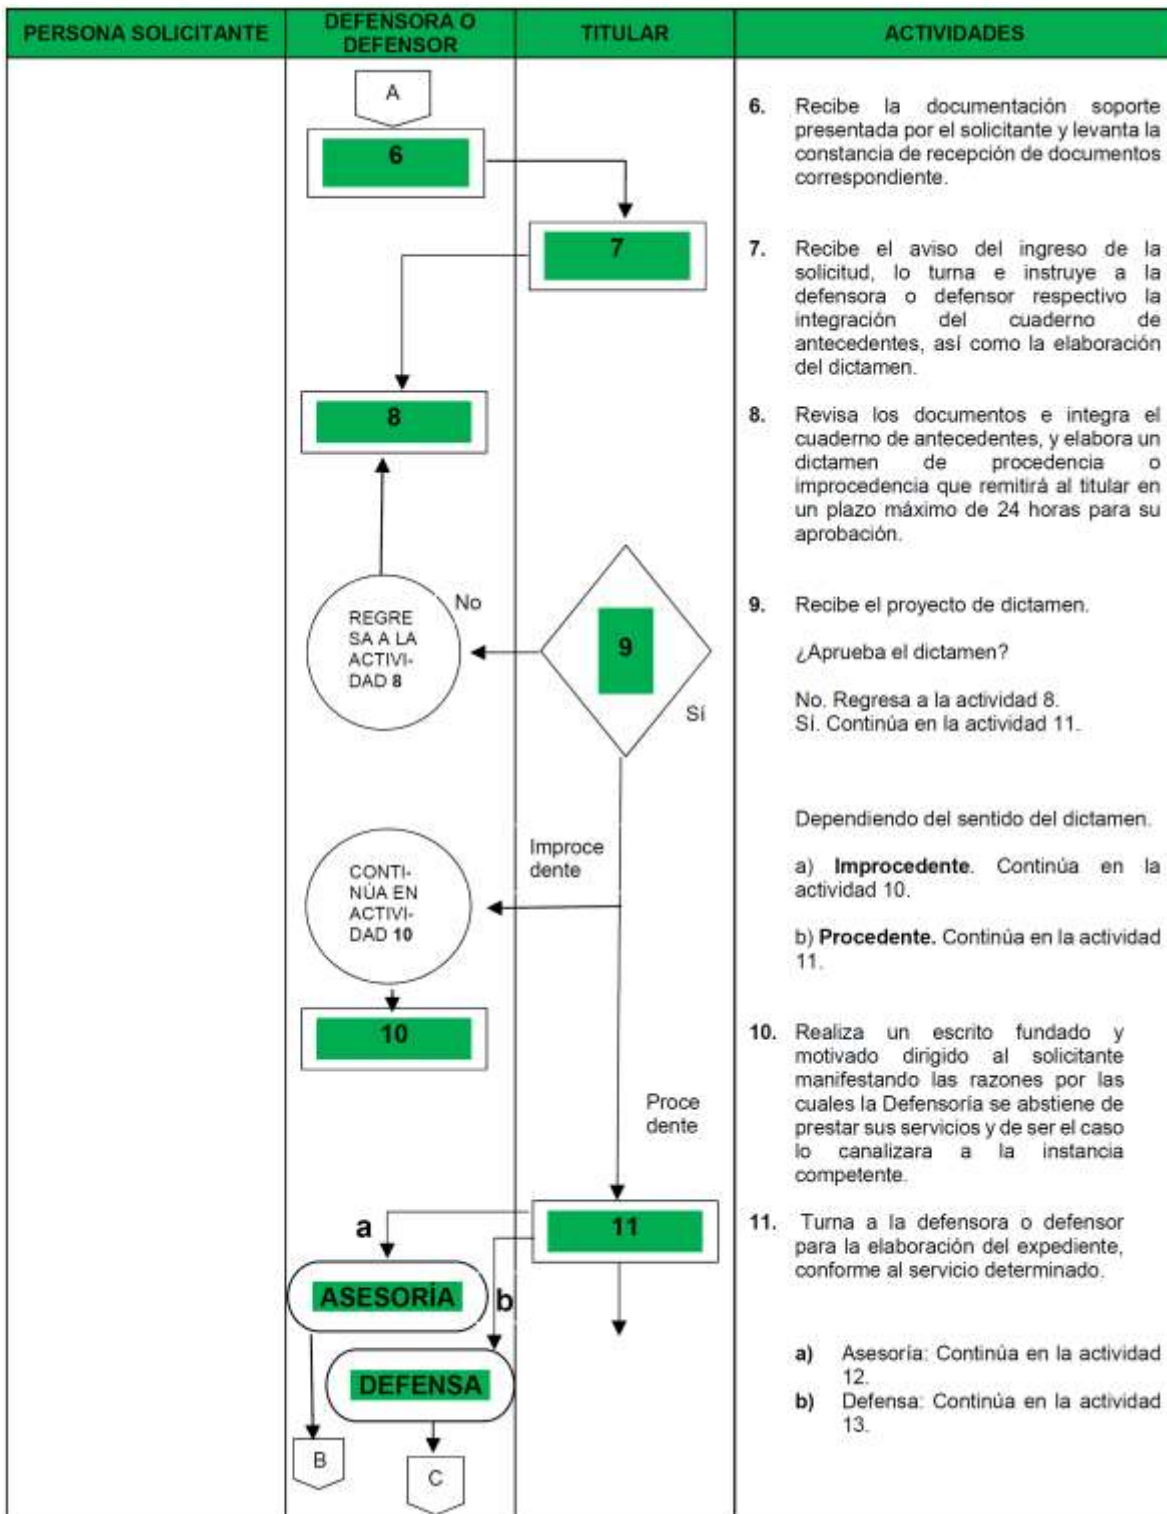 PERSONA SOLICITANTE
DEFENSORA O
DEFENSOR
TITULAR
ACTIVIDADES
A
6
7
8
REGRE
SA A LA
ACTIVI-
DAD 8
No
9
Sí
Improce
dente
CONTI-
NÚA EN
ACTIVI-
DAD 10
10
Proce
dente
11
a
ASESORÍA
b
DEFENSA
B
C
6. Recibe la documentación soporte
presentada por el solicitante y levanta la
constancia de recepción de documentos
correspondiente.
7. Recibe el aviso del ingreso de la
solicitud, lo turna e instruye a la
defensora o defensor respectivo la
integración del cuaderno de
antecedentes, así como la elaboración
del dictamen.
8. Revisa los documentos e integra el
cuaderno de antecedentes, y elabora un
dictamen de procedencia o
improcedencia que remitirá al titular en
un plazo máximo de 24 horas para su
aprobación.
9. Recibe el proyecto de dictamen.
¿Aprueba el dictamen?
No. Regresa a la actividad 8.
Sí. Continúa en la actividad 11.
Dependiendo del sentido del dictamen.
a) Improcedente. Continúa en la
actividad 10.
b) Procedente. Continúa en la actividad
11.
10. Realiza un escrito fundado y
motivado dirigido al solicitante
manifestando las razones por las
cuales la Defensoría se abstiene de
prestar sus servicios y de ser el caso
lo canalizara a la instancia
competente.
11. Turna a la defensora o defensor
para la elaboración del expediente,
conforme al servicio determinado.
a) Asesoría: Continúa en la actividad
12.
b) Defensa: Continúa en la actividad
13.